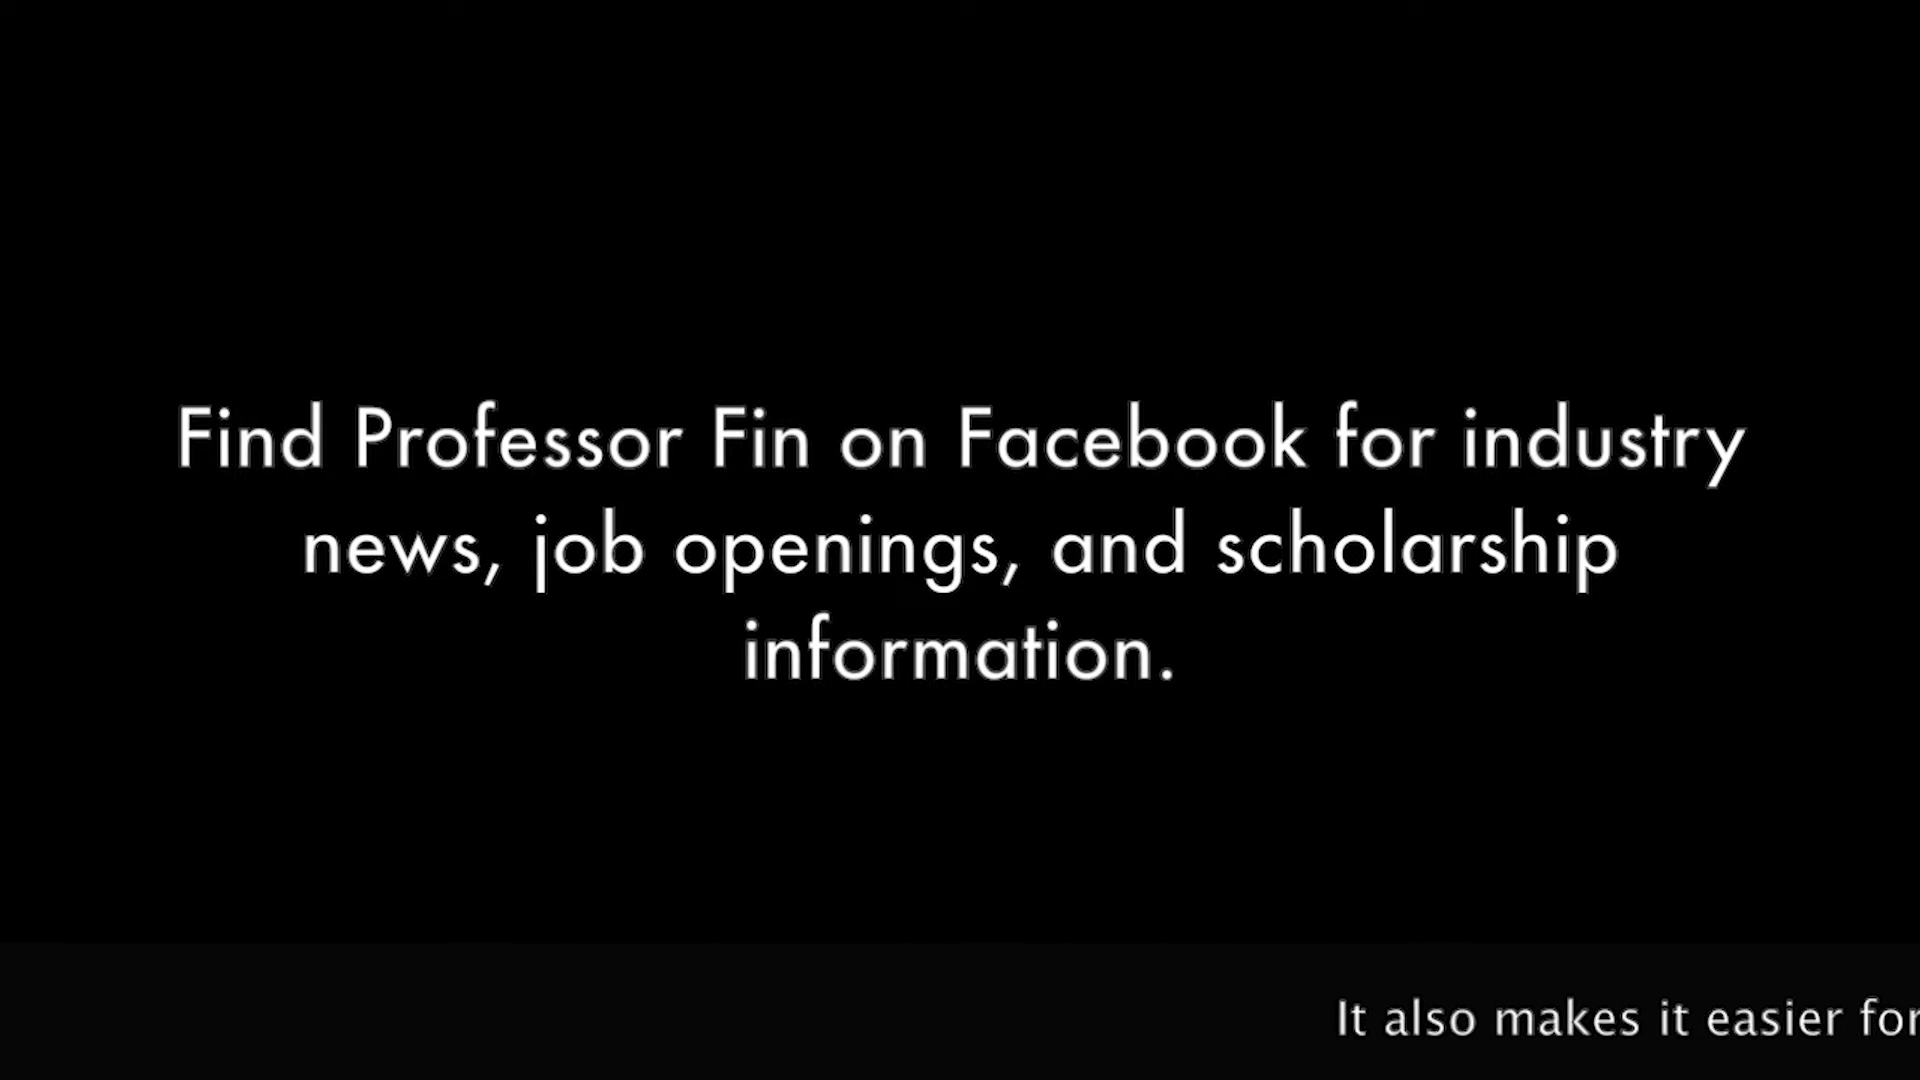 Find Professor Fin on Facebook for industry
news, job openings, and scholarship
information.
It also makes it easier for